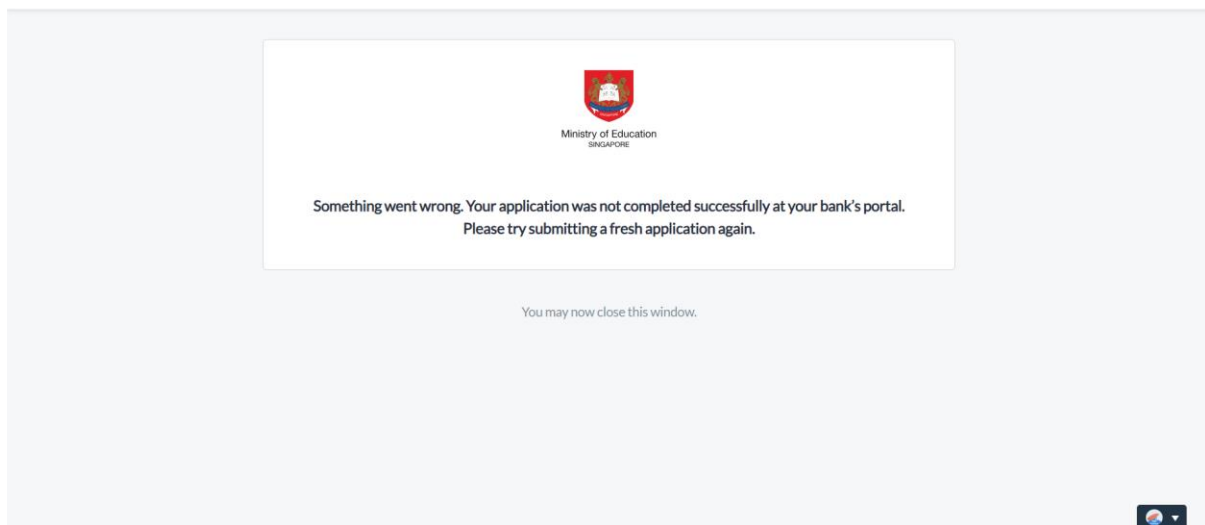 Ministry of Education
SINGAPORE
Something went wrong. Your application was not completed successfully at your bank’s portal.
Please try submitting a fresh application again.
You may now close this window.